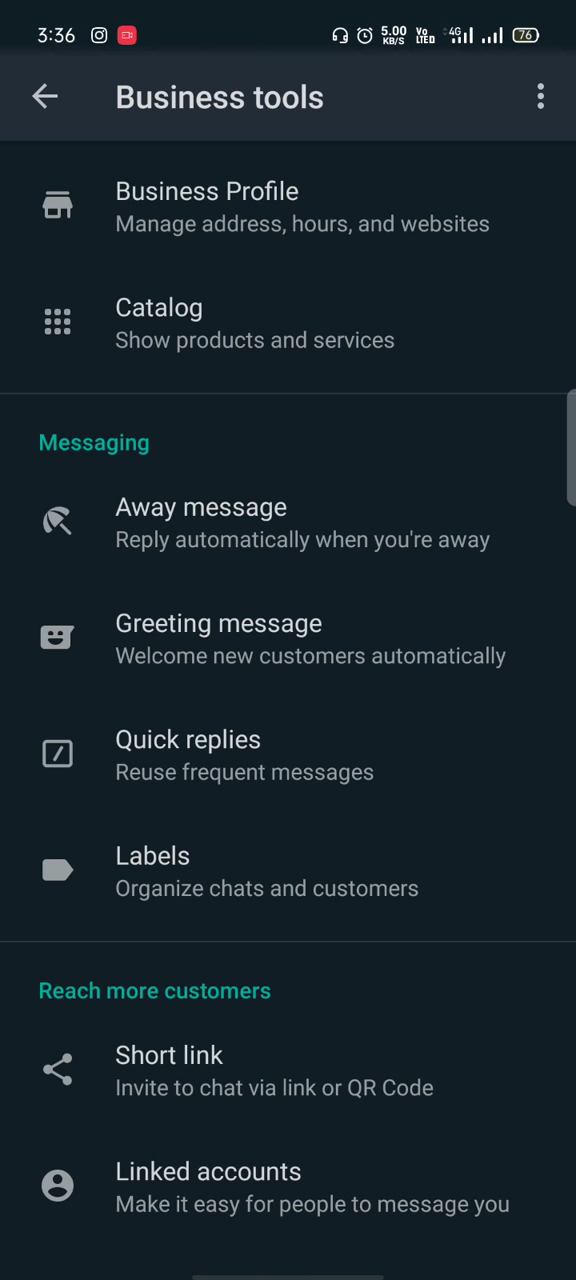 3:36 5.00 KB/S Vo LTED 4G 76
Business tools
Business Profile
Manage address, hours, and websites
Catalog
Show products and services
Messaging
Away message
Reply automatically when you're away
Greeting message
Welcome new customers automatically
Quick replies
Reuse frequent messages
Labels
Organize chats and customers
Reach more customers
Short link
Invite to chat via link or QR Code
Linked accounts
Make it easy for people to message you